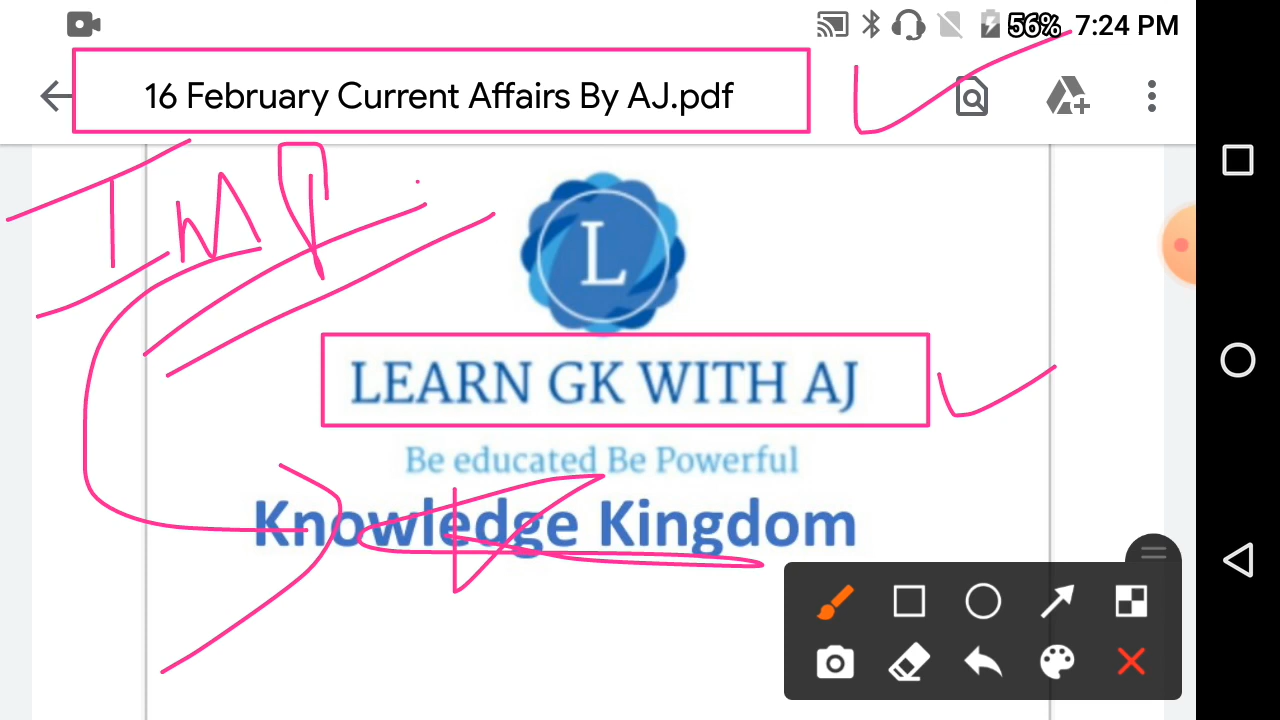 56% 7:24 PM
16 February Current Affairs By AJ.pdf
IMP
L
LEARN GK WITH AJ
Be educated Be Powerful
Knowledge Kingdom